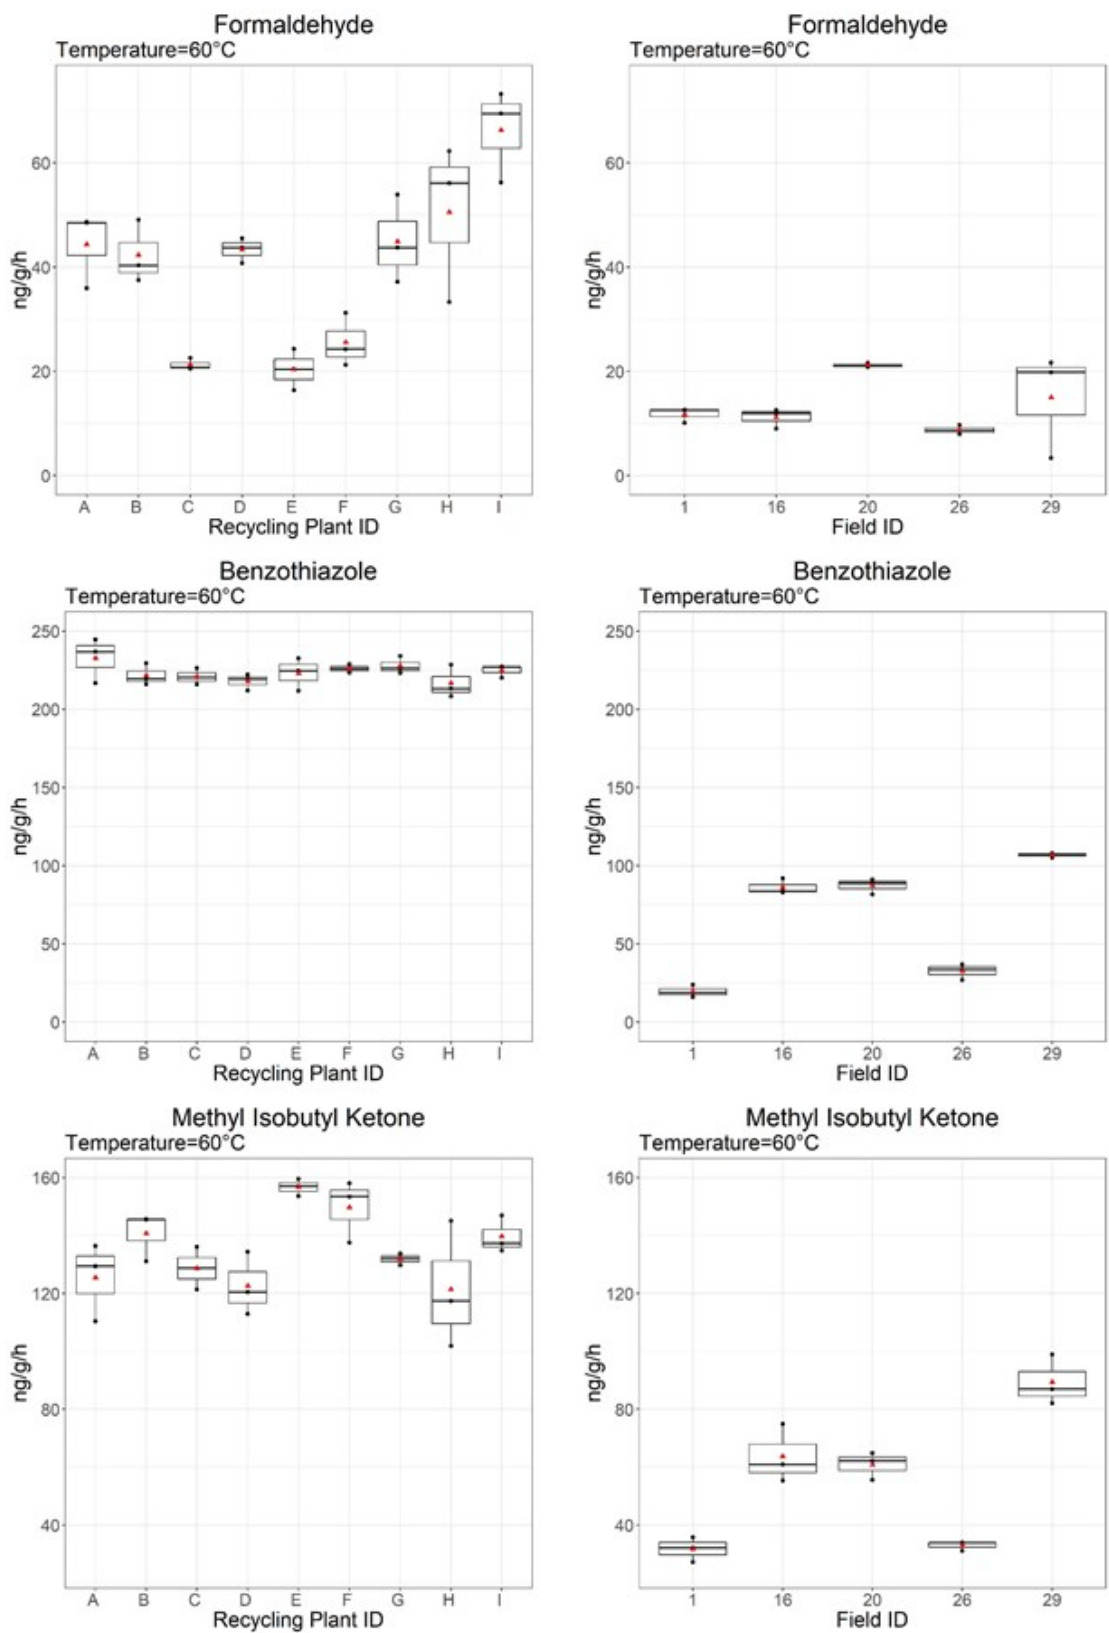 Formaldehyde
Temperature=60°C
60
40
20
0
ng/g/h
A B C D E F G H I
Recycling Plant ID
Formaldehyde
Temperature=60°C
60
40
20
0
ng/g/h
1 16 20 26 29
Field ID
Benzothiazole
Temperature=60°C
250
200
150
100
50
0
ng/g/h
A B C D E F G H I
Recycling Plant ID
Benzothiazole
Temperature=60°C
250
200
150
100
50
0
ng/g/h
1 16 20 26 29
Field ID
Methyl Isobutyl Ketone
Temperature=60°C
160
120
80
40
ng/g/h
A B C D E F G H I
Recycling Plant ID
Methyl Isobutyl Ketone
Temperature=60°C
160
120
80
40
ng/g/h
1 16 20 26 29
Field ID